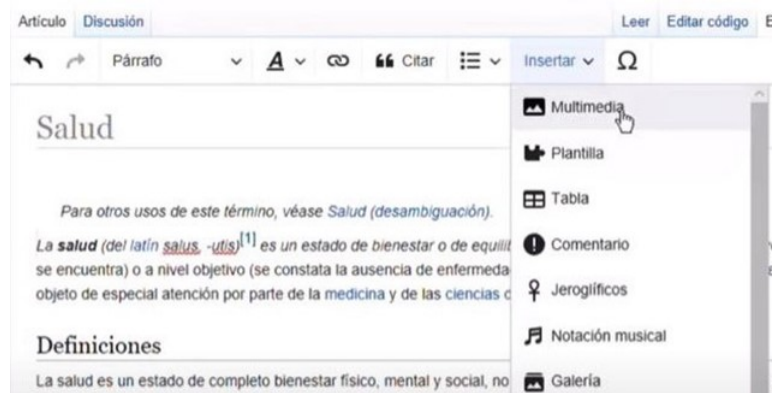 Artículo Discusión Leer Editar código
Párrafo A Citar Insertar Ω
Multimedia
Salud
Plantilla
Tabla
Para otros usos de este término, véase Salud (desambiguación).
La salud (del latín salus, -utis)[1] es un estado de bienestar o de
Comentario
se encuentra) o a nivel objetivo (se constata la ausencia de
objeto de especial atención por parte de la medicina y de las ciencias
Jeroglíficos
Notación musical
Definiciones
La salud es un estado de completo bienestar físico, mental y social, no
Galería